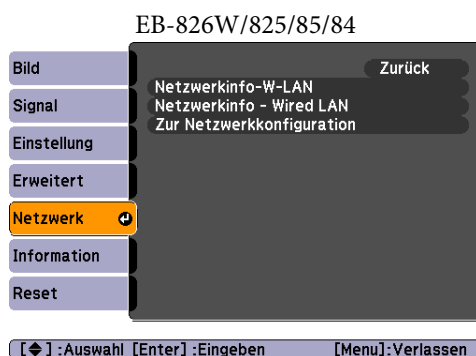 EB-826W/825/85/84
Bild
Signal
Einstellung
Erweitert
Netzwerk
Information
Reset
Zurück
Netzwerkinfo-W-LAN
Netzwerkinfo - Wired LAN
Zur Netzwerkkonfiguration
[◆] :Auswahl [Enter] :Eingeben [Menu] :Verlassen